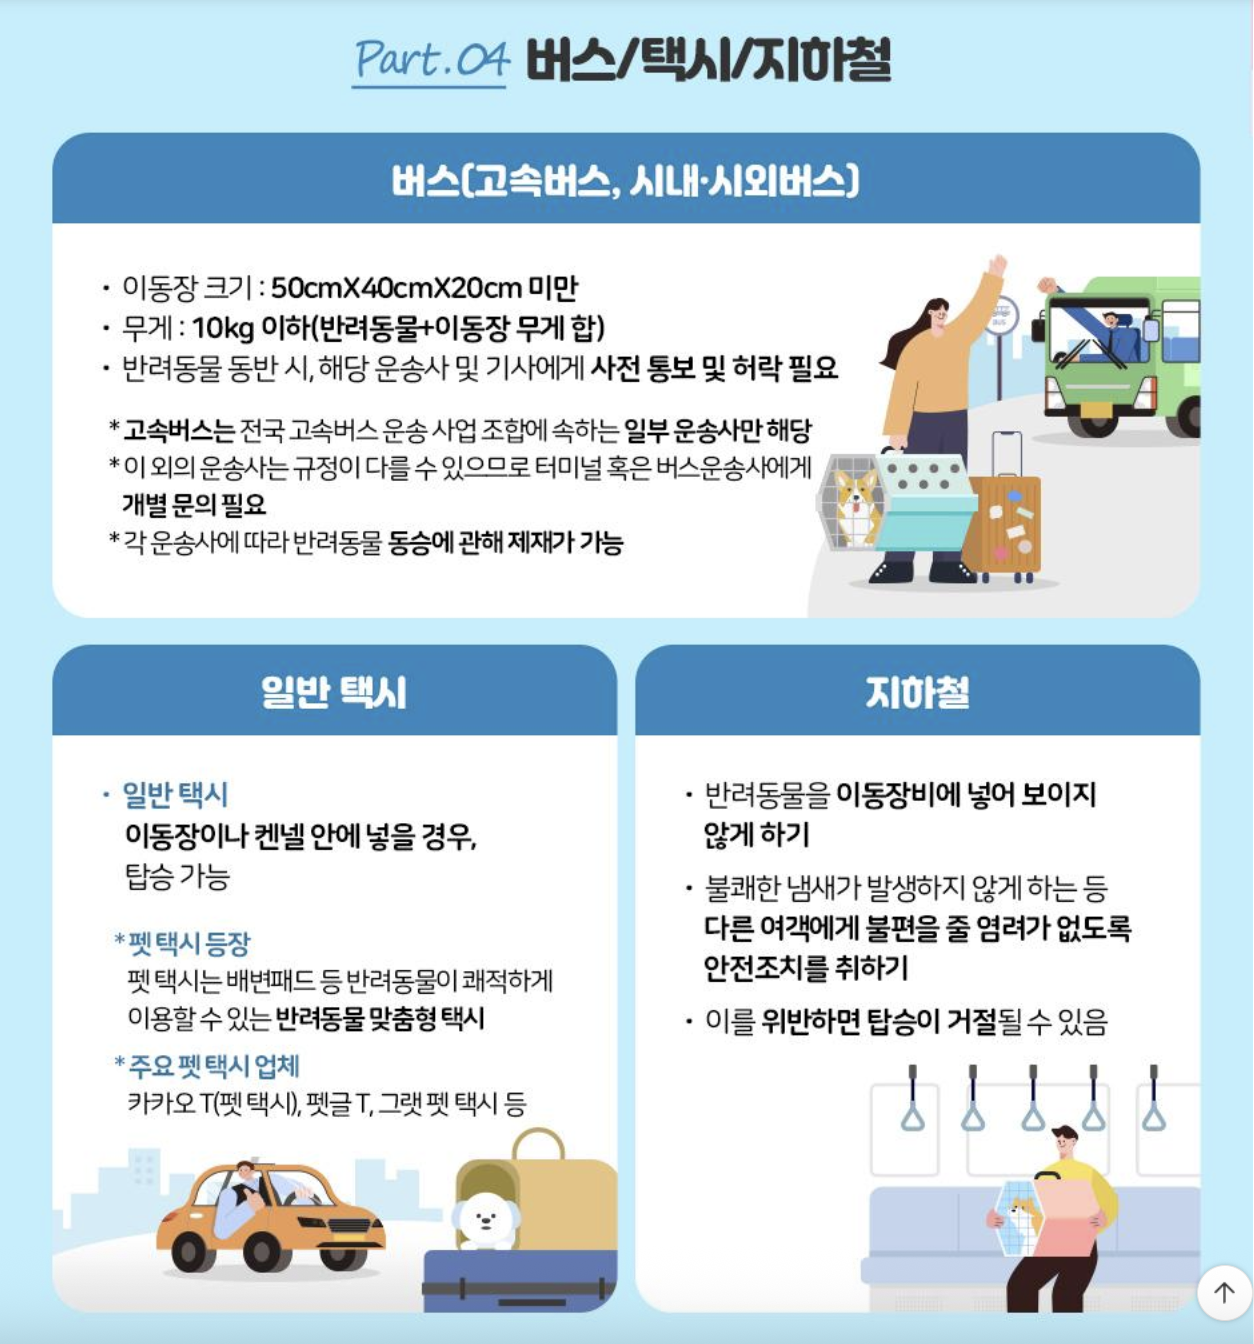 Part.04 버스/택시/지하철
버스(고속버스, 시내·시외버스)
· 이동장 크기 : 50cmX40cmX20cm 미만
· 무게 : 10kg 이하(반려동물+이동장 무게 합)
· 반려동물 동반 시, 해당 운송사 및 기사에게 사전 통보 및 허락 필요
* 고속버스는 전국 고속버스 운송 사업 조합에 속하는 일부 운송사만 해당
* 이 외의 운송사는 규정이 다를 수 있으므로 터미널 혹은 버스운송사에게
개별 문의 필요
* 각 운송사에 따라 반려동물 동승에 관해 제재가 가능
BUS
일반 택시
· 일반 택시
이동장이나 켄넬 안에 넣을 경우,
탑승 가능
* 펫 택시 등장
펫 택시는 배변패드 등 반려동물이 쾌적하게
이용할 수 있는 반려동물 맞춤형 택시
* 주요 펫 택시 업체
카카오 T(펫 택시), 펫글 T, 그랫 펫 택시 등
지하철
· 반려동물을 이동장비에 넣어 보이지
않게 하기
· 불쾌한 냄새가 발생하지 않게 하는 등
다른 여객에게 불편을 줄 염려가 없도록
안전조치를 취하기
· 이를 위반하면 탑승이 거절될 수 있음